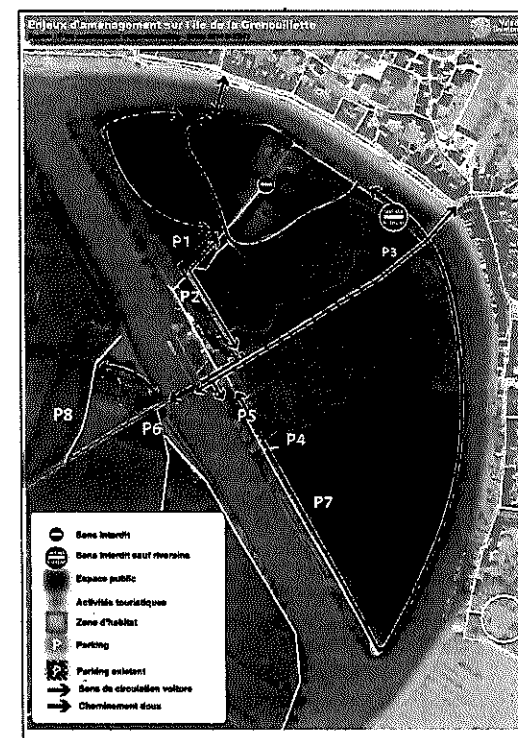 Enjeux d'aménagement sur l'île de la Grenouillette
P1
P2
P3
P8
P6
P5
P4
P7
Sens interdit
Sens interdit sauf riverains
Espace public
Activités touristiques
Zone d'habitat
P Parking
P Parking existant
Sens de circulation voiture
Cheminement doux